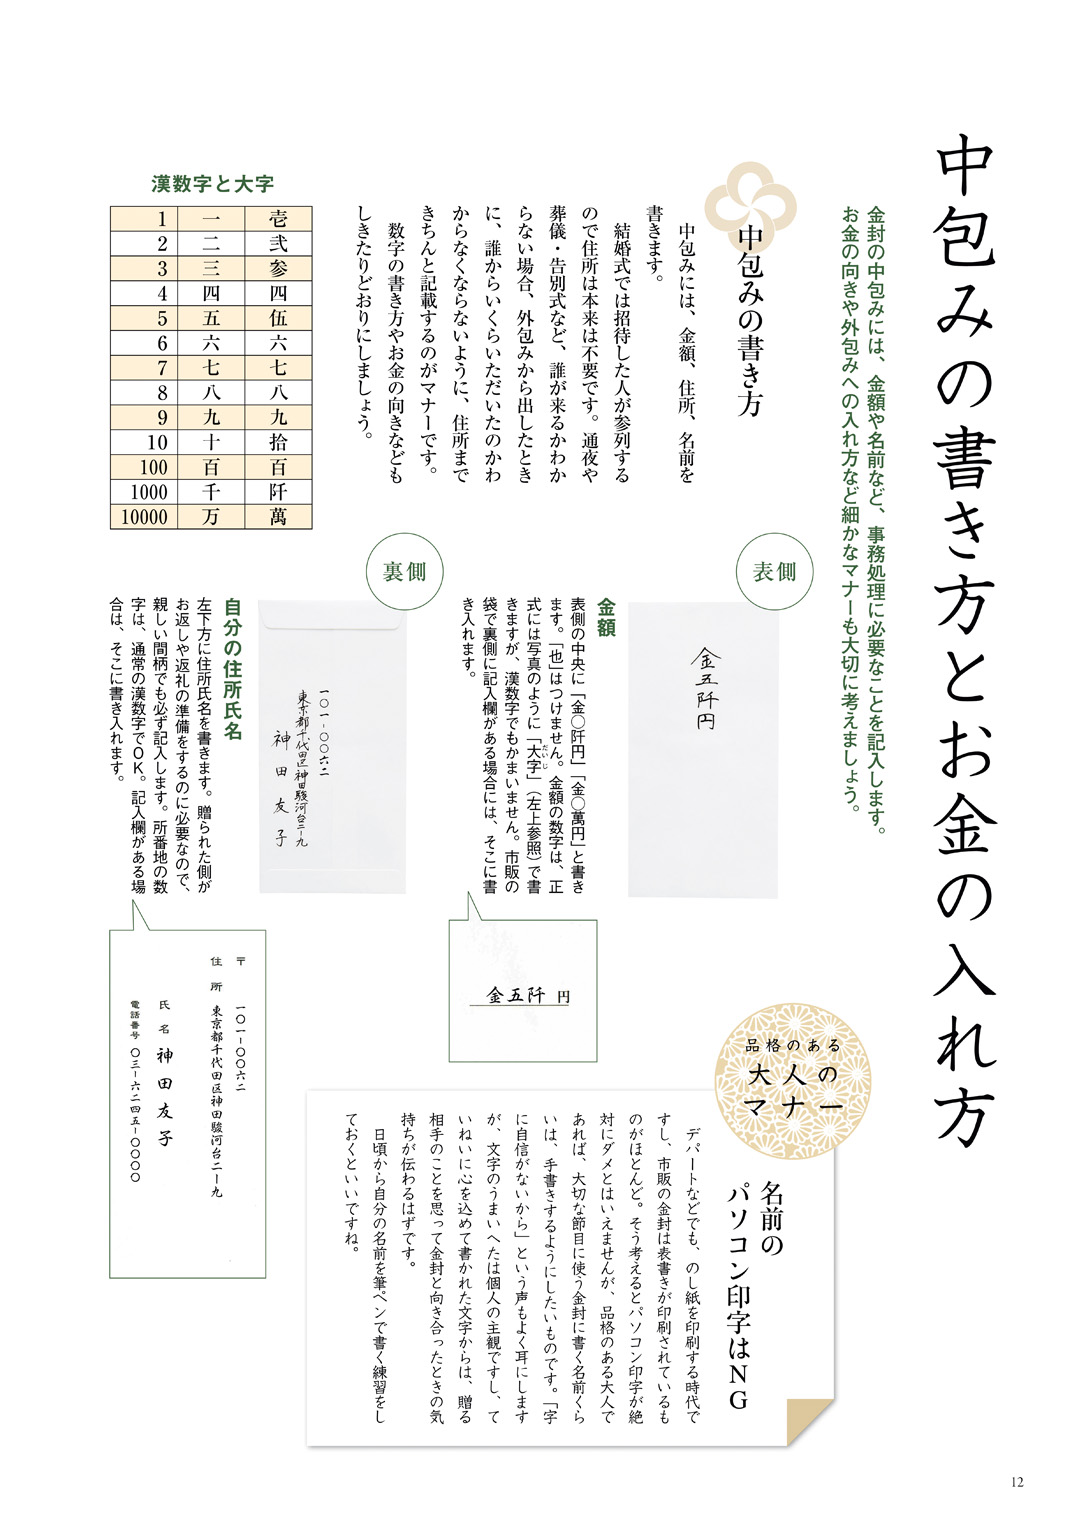 中包みの書き方とお金の入れ方
金封の中包みには、金額や名前など、事務処理に必要なことを記入します。
お金の向きや外包みへの入れ方など細かなマナーも大切に考えましょう。
中包みの書き方
中包みには、金額、住所、名前を
書きます。
結婚式では招待した人が参列する
ので住所は本来は不要です。通夜や
葬儀・告別式など、誰が来るかわか
らない場合、外包みから出したとき
に、誰からいくらいただいたのかわ
からなくならないように、住所まで
きちんと記載するのがマナーです。
数字の書き方やお金の向きなども
しきたりどおりにしましょう。
漢数字と大字
1 一 壱
2 二 弐
3 三 参
4 四 四
5 五 伍
6 六 六
7 七 七
8 八 八
9 九 九
10 十 拾
100 百 百
1000 千 阡
10000 万 萬
表側
金五阡円
金額
表側の中央に「金○阡円」「金○萬円」と書き
ます。「也」はつけません。金額の数字は、正
式には写真のように「大字」(左上参照)で書
だいじ
きますが、漢数字でもかまいません。市販の
袋で裏側に記入欄がある場合には、そこに書
き入れます。
金五阡 円
裏側
一〇一-〇〇六二
東京都千代田区神田駿河台二-九
神田友子
自分の住所氏名
左下方に住所氏名を書きます。贈られた側が
お返しや返礼の準備をするのに必要なので、
親しい間柄でも必ず記入します。所番地の数
字は、通常の漢数字でOK。記入欄がある場
合は、そこに書き入れます。
〒 一〇一-〇〇六二
住所 東京都千代田区神田駿河台二ー九
氏名 神田友子
電話番号 〇三ー六二四五ー〇〇〇〇
品格のある
大人の
マナー
名前の
パソコン印字はNG
デパートなどでも、のし紙を印刷する時代で
すし、市販の金封は表書きが印刷されているも
のがほとんど。そう考えるとパソコン印字が絶
対にダメとはいえませんが、品格のある大人で
あれば、大切な節目に使う金封に書く名前くら
いは、手書きするようにしたいものです。「字
に自信がないから」という声もよく耳にします
が、文字のうまいへたは個人の主観ですし、て
いねいに心を込めて書かれた文字からは、贈る
相手のことを思って金封と向き合ったときの気
持ちが伝わるはずです。
日頃から自分の名前を筆ペンで書く練習をし
ておくといいですね。
12